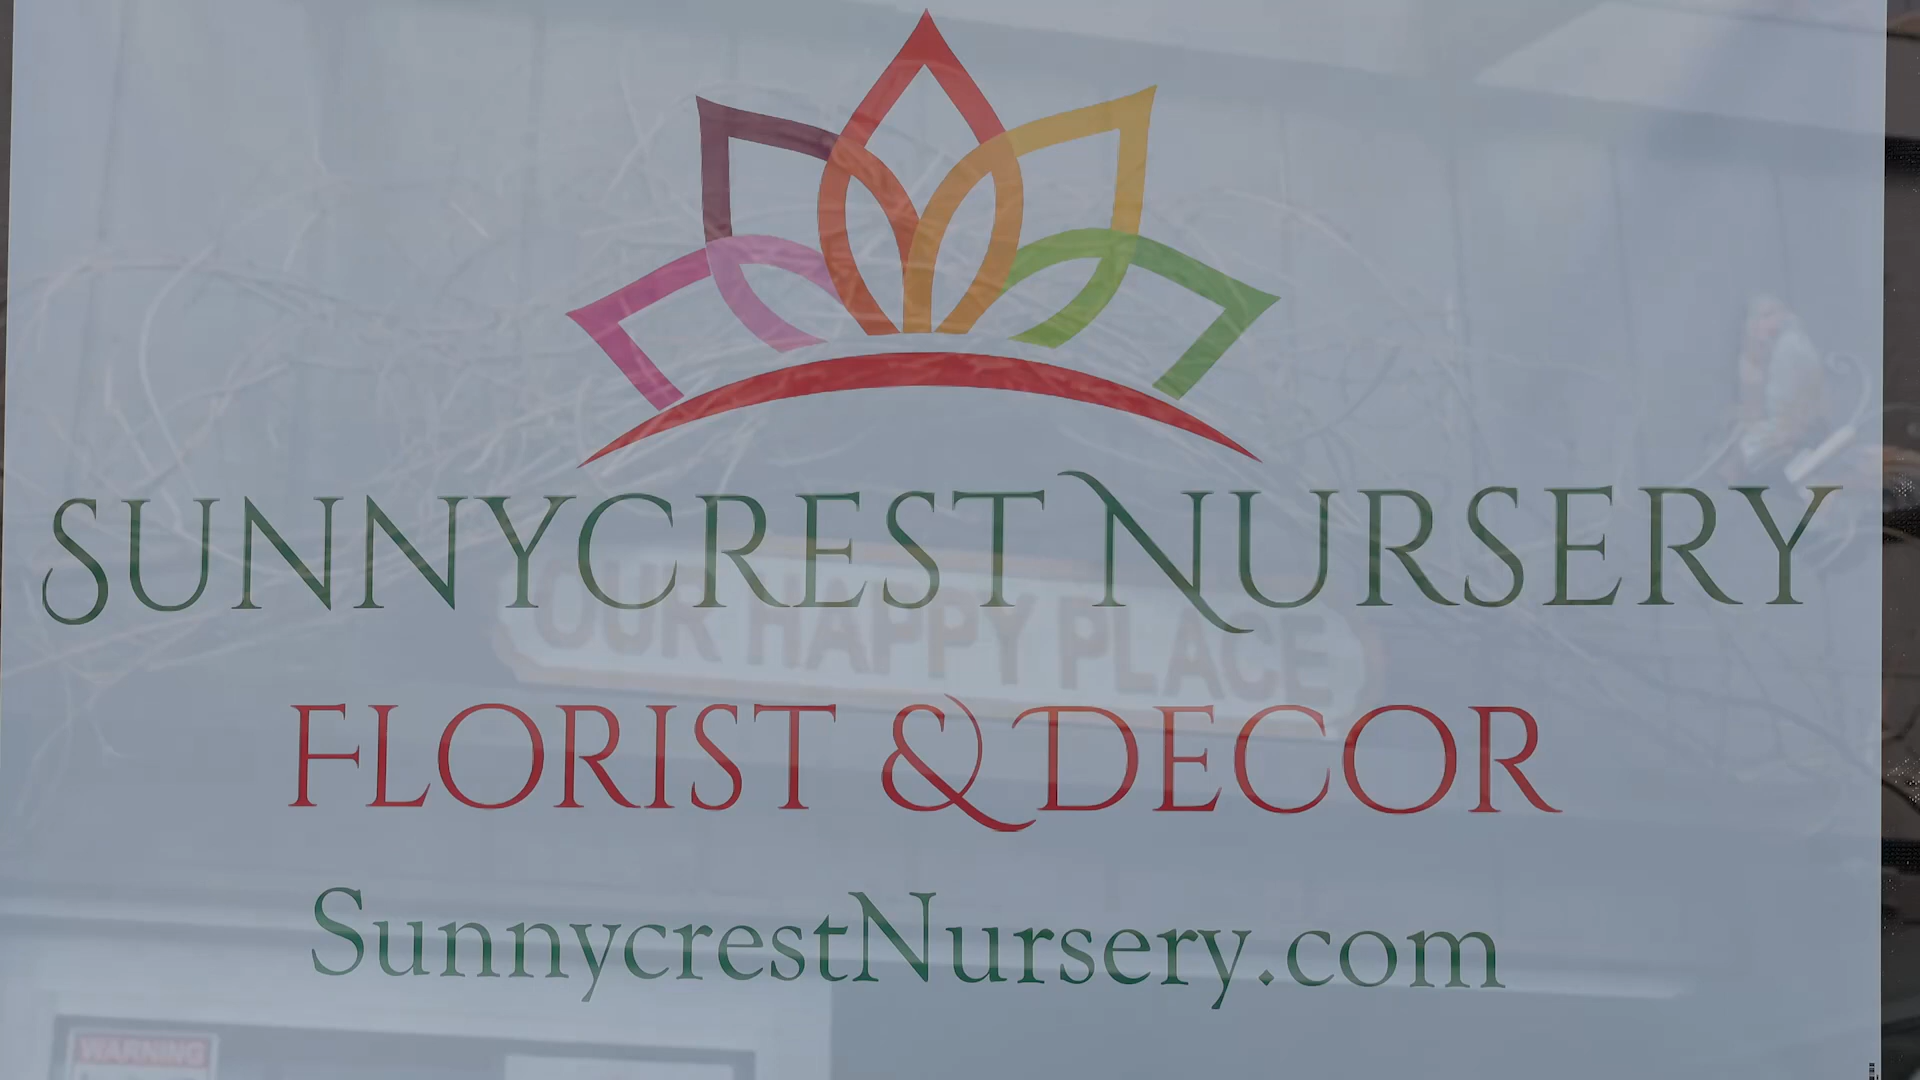 SUNNYCREST NURSERY
OUR HAPPY PLACE
FLORIST & DECOR
SunnycrestNursery.com
WARNING